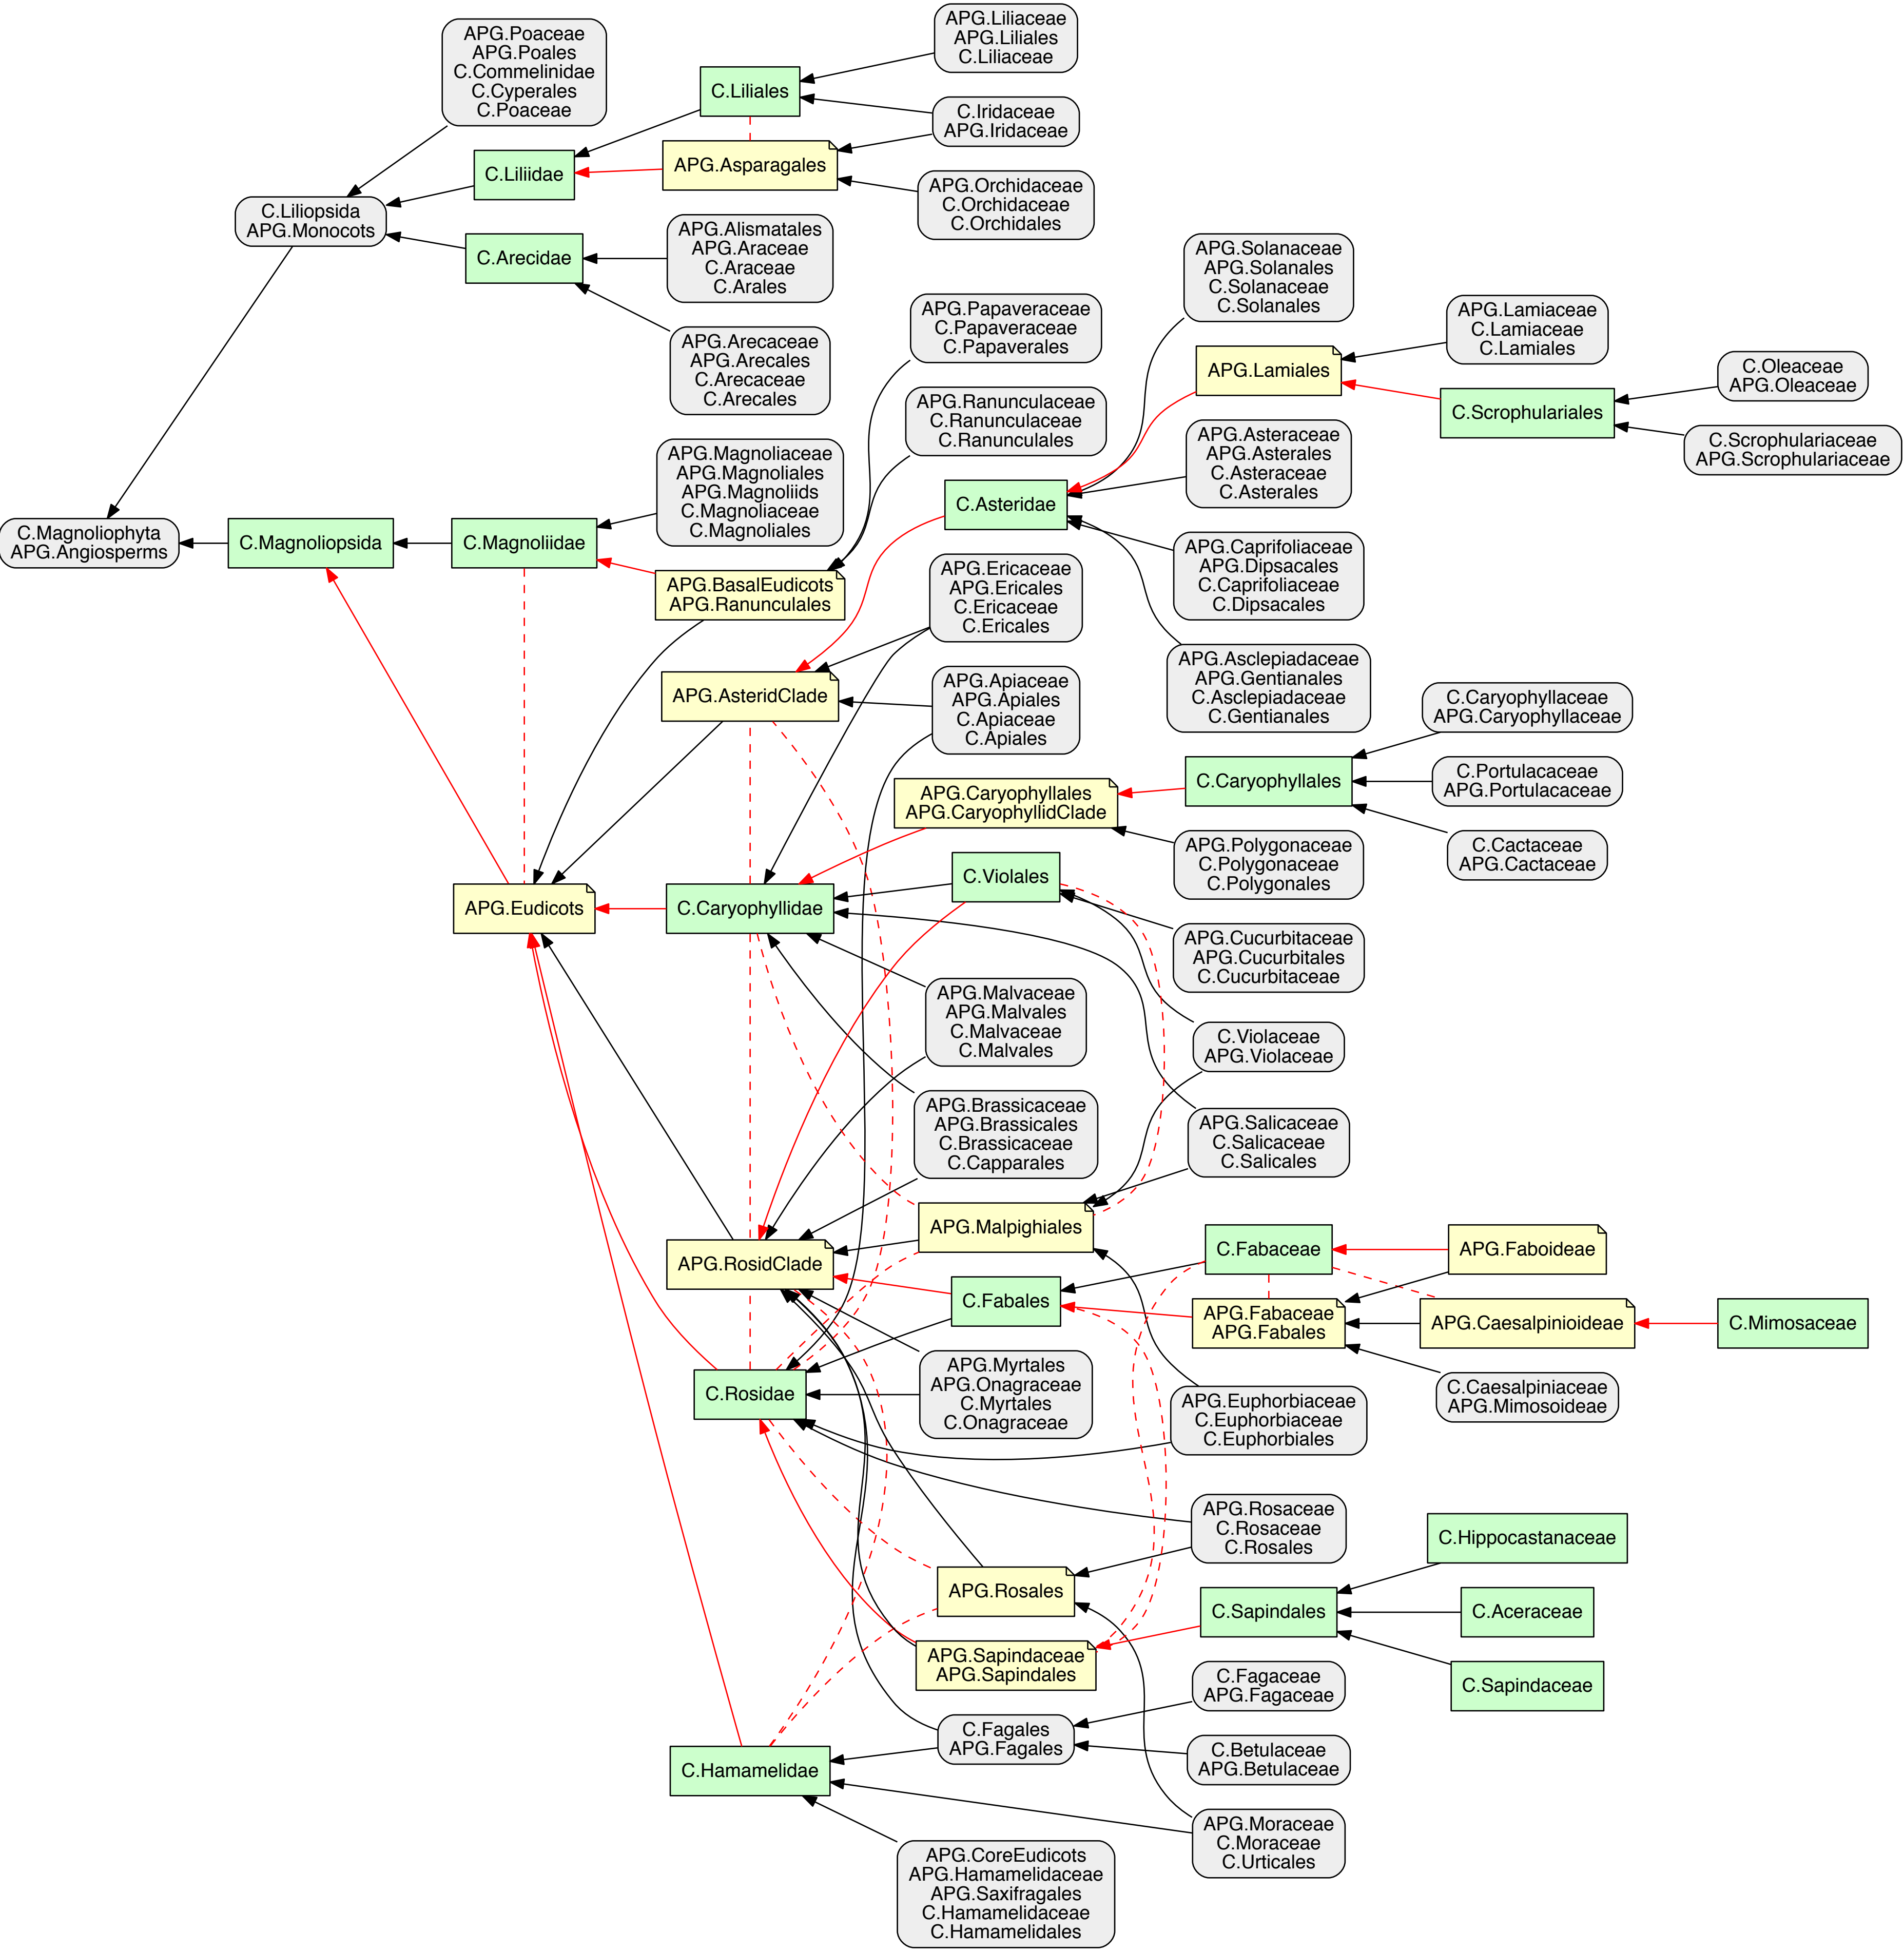 APG.Poaceae
APG.Poales
C.Commelinidae
C.Cyperales
C.Poaceae
C.Liliales
APG.Liliaceae
APG.Liliales
C.Liliaceae
C.Iridaceae
APG.Iridaceae
C.Liliidae
APG.Asparagales
APG.Orchidaceae
C.Orchidaceae
C.Orchidales
C.Liliopsida
APG.Monocots
C.Arecidae
APG.Alismatales
APG.Araceae
C.Araceae
C.Arales
APG.Arecaceae
APG.Arecales
C.Arecaceae
C.Arecales
APG.Papaveraceae
C.Papaveraceae
C.Papaverales
APG.Ranunculaceae
C.Ranunculaceae
C.Ranunculales
APG.Solanaceae
APG.Solanales
C.Solanaceae
C.Solanales
APG.Lamiales
APG.Lamiaceae
C.Lamiaceae
C.Lamiales
C.Scrophulariales
C.Oleaceae
APG.Oleaceae
C.Scrophulariaceae
APG.Scrophulariaceae
APG.Asteraceae
APG.Asterales
C.Asteraceae
C.Asterales
C.Asteridae
APG.Magnoliaceae
APG.Magnoliales
APG.Magnoliids
C.Magnoliaceae
C.Magnoliales
C.Magnoliophyta
APG.Angiosperms
C.Magnoliopsida
C.Magnoliidae
APG.BasalEudicots
APG.Ranunculales
APG.Ericaceae
APG.Ericales
C.Ericaceae
C.Ericales
APG.Caprifoliaceae
APG.Dipsacales
C.Caprifoliaceae
C.Dipsacales
APG.AsteridClade
APG.Apiaceae
APG.Apiales
C.Apiaceae
C.Apiales
APG.Asclepiadaceae
APG.Gentianales
C.Asclepiadaceae
C.Gentianales
C.Caryophyllaceae
APG.Caryophyllaceae
APG.Caryophyllales
APG.CaryophyllidClade
C.Caryophyllales
C.Portulacaceae
APG.Portulacaceae
APG.Polygonaceae
C.Polygonaceae
C.Polygonales
C.Cactaceae
APG.Cactaceae
APG.Eudicots
C.Caryophyllidae
C.Violales
APG.Cucurbitaceae
APG.Cucurbitales
C.Cucurbitaceae
APG.Malvaceae
APG.Malvales
C.Malvaceae
C.Malvales
C.Violaceae
APG.Violaceae
APG.Brassicaceae
APG.Brassicales
C.Brassicaceae
C.Capparales
APG.Salicaceae
C.Salicaceae
C.Salicales
APG.RosidClade
APG.Malpighiales
C.Fabaceae
APG.Faboideae
C.Fabales
APG.Fabaceae
APG.Fabales
APG.Caesalpinioideae
C.Mimosaceae
C.Rosidae
APG.Myrtales
APG.Onagraceae
C.Myrtales
C.Onagraceae
APG.Euphorbiaceae
C.Euphorbiaceae
C.Euphorbiales
C.Caesalpiniaceae
APG.Mimosoideae
APG.Rosaceae
C.Rosaceae
C.Rosales
C.Hippocastanaceae
APG.Rosales
C.Sapindales
C.Aceraceae
APG.Sapindaceae
APG.Sapindales
C.Sapindaceae
C.Fagaceae
APG.Fagaceae
C.Fagales
APG.Fagales
C.Betulaceae
APG.Betulaceae
C.Hamamelidae
APG.Moraceae
C.Moraceae
C.Urticales
APG.CoreEudicots
APG.Hamamelidaceae
APG.Saxifragales
C.Hamamelidaceae
C.Hamamelidales